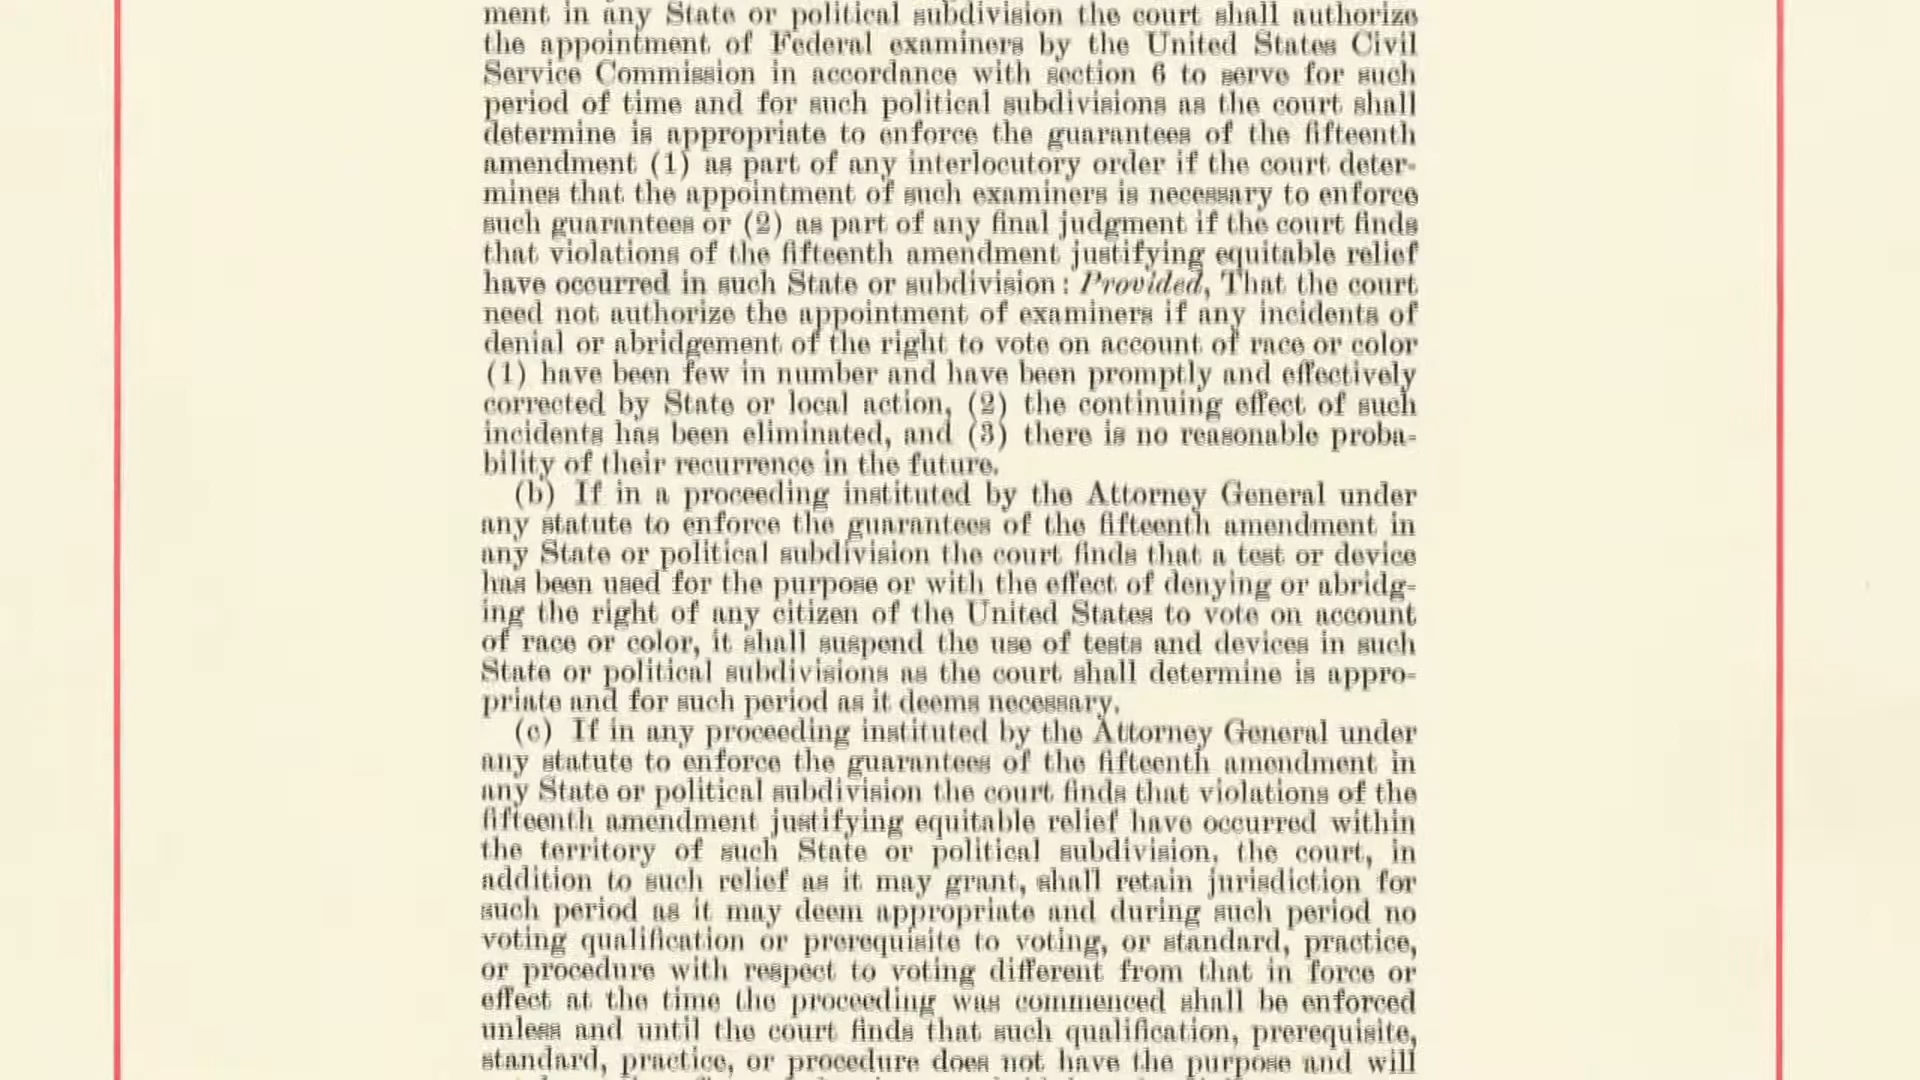 ment in any State or political subdivision the court shall authorize
the appointment of Federal examiners by the United States Civil
Service Commission in accordance with section 6 to serve for such
period of time and for such political subdivisions as the court shall
determine is appropriate to enforce the guarantees of the fifteenth
amendment (1) as part of any interlocutory order if the court deter-
mines that the appointment of such examiners is necessary to enforce
such guarantees or (2) as part of any final judgment if the court finds
that violations of the fifteenth amendment justifying equitable relief
have occurred in such State or subdivision: Provided, That the court
need not authorize the appointment of examiners if any incidents of
denial or abridgement of the right to vote on account of race or color
(1) have been few in number and have been promptly and effectively
corrected by State or local action, (2) the continuing effect of such
incidents has been eliminated, and (3) there is no reasonable proba-
bility of their recurrence in the future.
(b) If in a proceeding instituted by the Attorney General under
any statute to enforce the guarantees of the fifteenth amendment in
any State or political subdivision the court finds that a test or device
has been used for the purpose or with the effect of denying or abridg-
ing the right of any citizen of the United States to vote on account
of race or color, it shall suspend the use of tests and devices in such
State or political subdivisions as the court shall determine is appro-
priate and for such period as it deems necessary.
(c) If in any proceeding instituted by the Attorney General under
any statute to enforce the guarantees of the fifteenth amendment in
any State or political subdivision the court finds that violations of the
fifteenth amendment justifying equitable relief have occurred within
the territory of such State or political subdivision, the court, in
addition to such relief as it may grant, shall retain jurisdiction for
such period as it may deem appropriate and during such period no
voting qualification or prerequisite to voting, or standard, practice,
or procedure with respect to voting different from that in force or
effect at the time the proceeding was commenced shall be enforced
unless and until the court finds that such qualification, prerequisite,
standard, practice, or procedure does not have the purpose and will